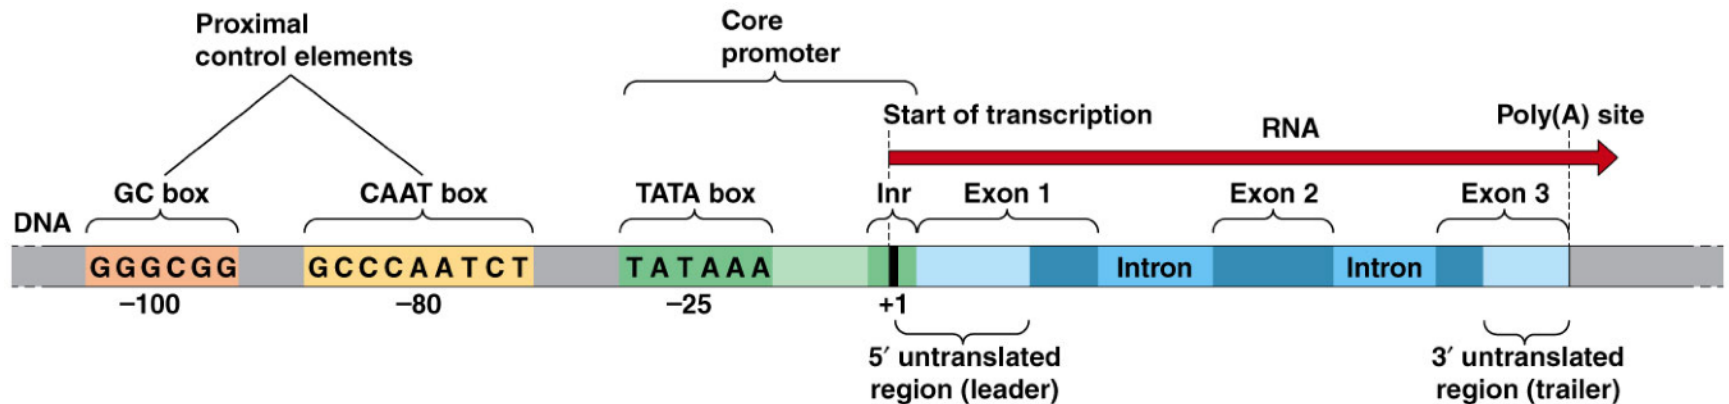 Proximal
control elements
Core
promoter
Start of transcription
RNA
Poly(A) site
GC box
CAAT box
TATA box
Inr
Exon 1
Exon 2
Exon 3
DNA
GGGCGG
GCCCAATCT
TATAAA
Intron
Intron
–100
–80
–25
+1
5′ untranslated
region (leader)
3′ untranslated
region (trailer)